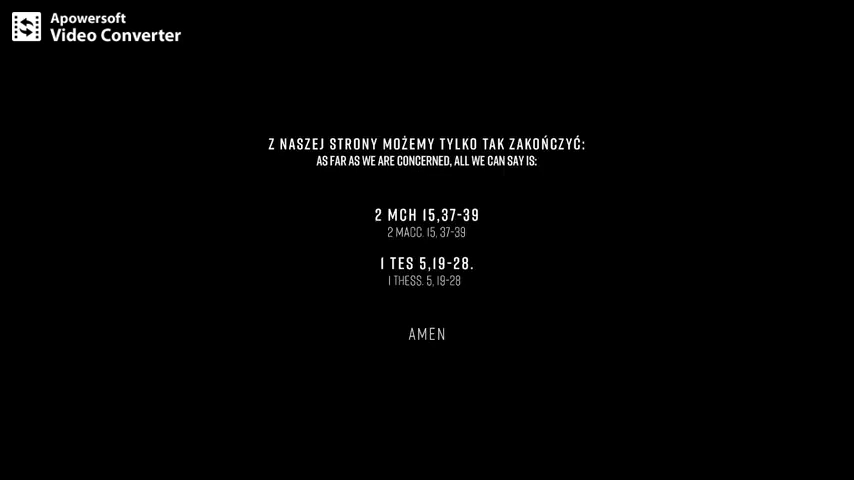 Apowersoft
Video Converter
Z NASZEJ STRONY MOŻEMY TYLKO TAK ZAKOŃCZYĆ:
AS FAR AS WE ARE CONCERNED, ALL WE CAN SAY IS:
2 MCH 15,37-39
2 MACC. 15, 37-39
1 TES 5,19-28.
1 THESS. 5, 19-28
AMEN